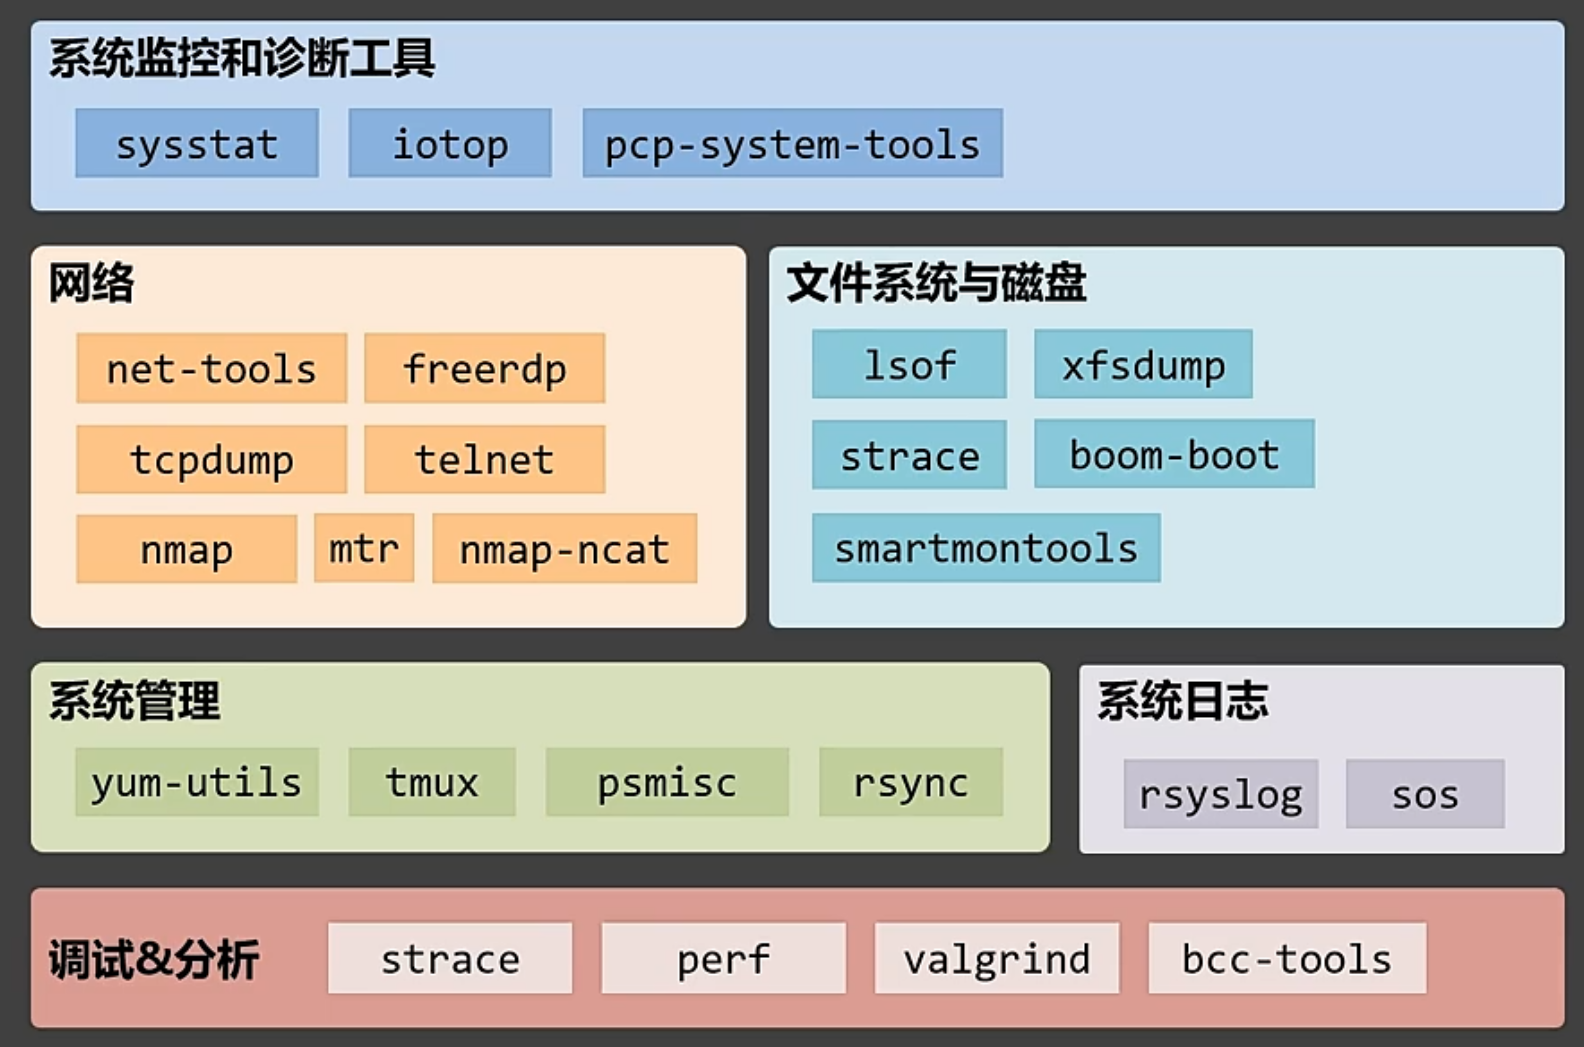 系统监控和诊断工具
sysstat iotop pcp-system-tools
网络
net-tools freerdp
tcpdump telnet
nmap mtr nmap-ncat
文件系统与磁盘
lsof xfsdump
strace boom-boot
smartmontools
系统管理
yum-utils tmux psmisc rsync
系统日志
rsyslog sos
调试&分析 strace perf valgrind bcc-tools